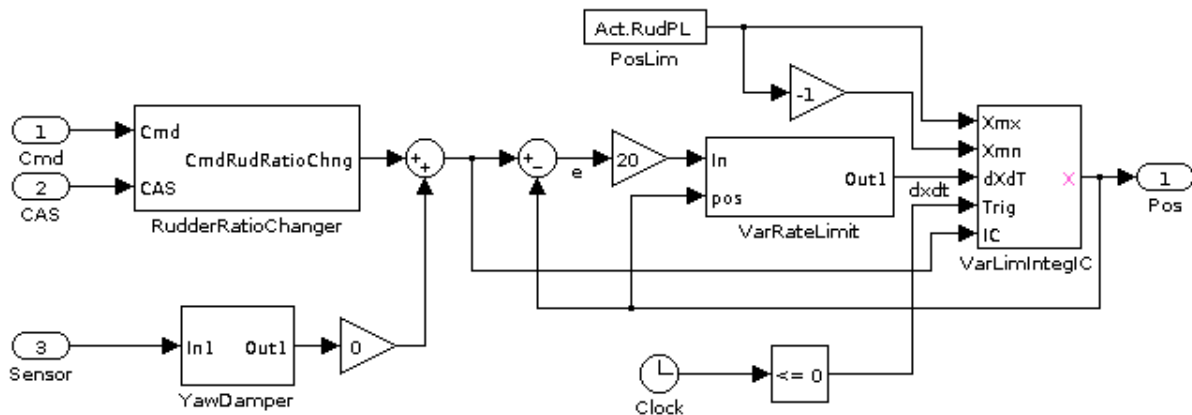 Act.RudPL
PosLim
-1
1
Cmd
2
CAS
Cmd
CmdRudRatioChng
CAS
RudderRatioChanger
+
+
+
-
e
20
In
Out1
pos
VarRateLimit
dxdt
Xmx
Xmn
dXdT
X
Trig
IC
VarLimIntegIC
1
Pos
3
Sensor
In1 Out1
YawDamper
0
Clock
<= 0